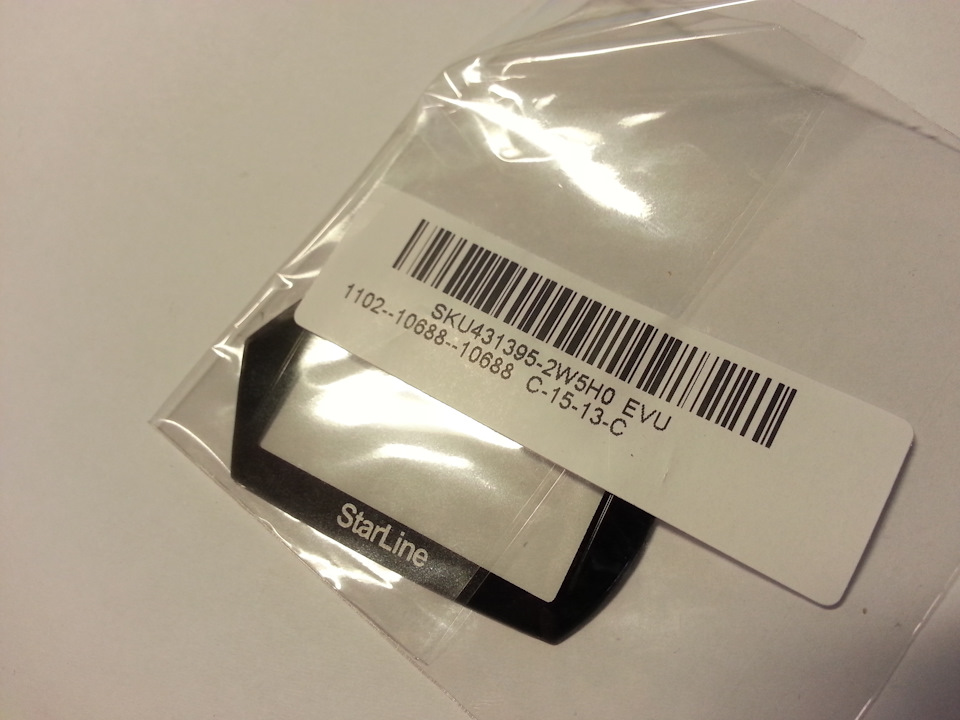 SKU431395-2W5H0 EVU
1102--10688--10688 C-15-13-C
StarLine